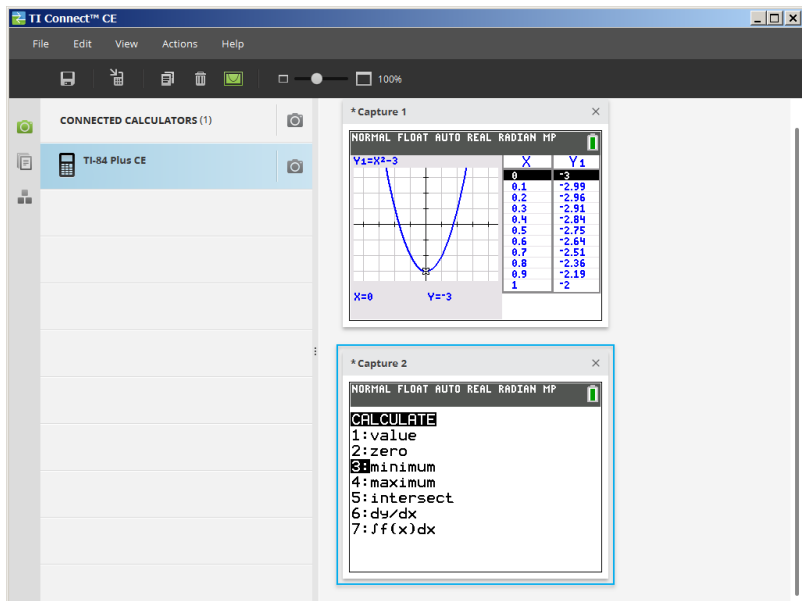 TI Connect™ CE
File Edit View Actions Help
100%
CONNECTED CALCULATORS (1)
TI-84 Plus CE
*Capture 1
NORMAL FLOAT AUTO REAL RADIAN MP
Y₁=X²-3
X Y₁
0 -3
0.1 -2.99
0.2 -2.96
0.3 -2.91
0.4 -2.84
0.5 -2.75
0.6 -2.64
0.7 -2.51
0.8 -2.36
0.9 -2.19
1 -2
X=0 Y=-3
*Capture 2
NORMAL FLOAT AUTO REAL RADIAN MP
CALCULATE
1:value
2:zero
3:minimum
4:maximum
5:intersect
6:dy/dx
7:∫f(x)dx